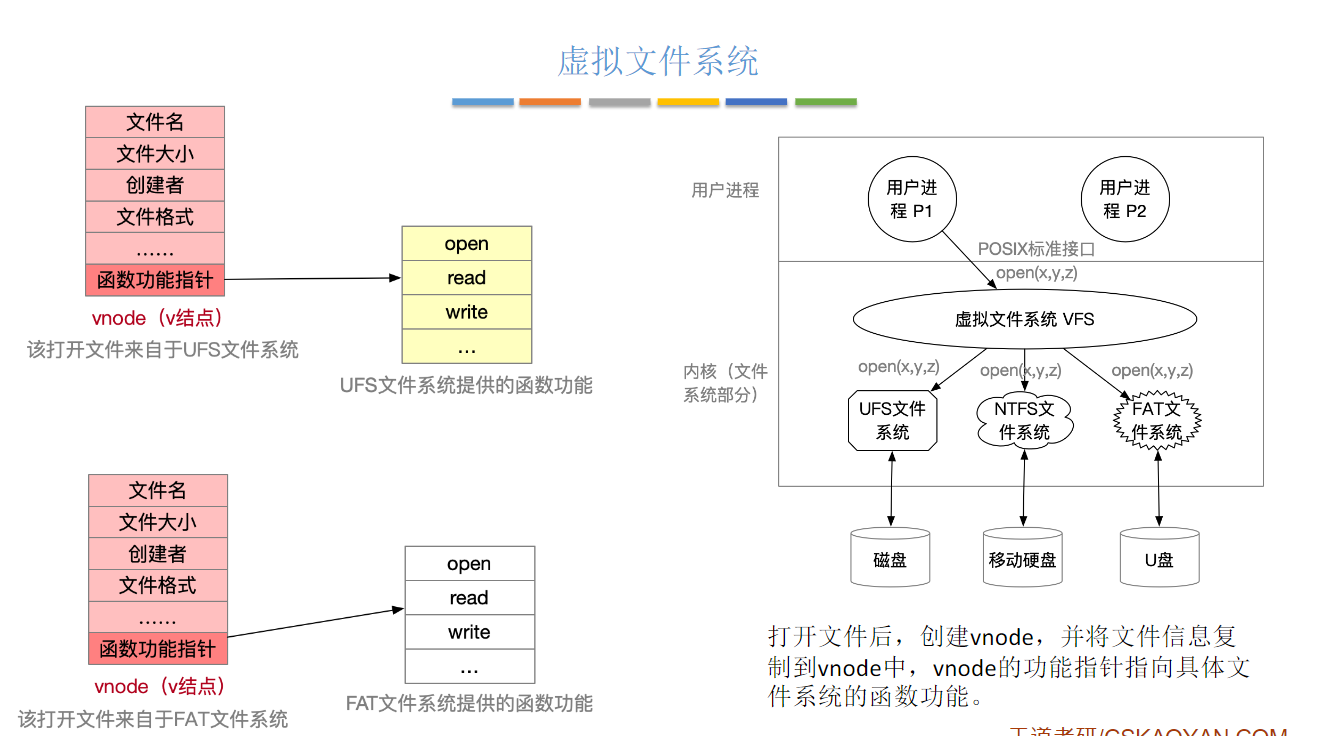 虚拟文件系统
文件名
文件大小
创建者
文件格式
……
函数功能指针
vnode（v结点）
该打开文件来自于UFS文件系统
open
read
write
…
UFS文件系统提供的函数功能
文件名
文件大小
创建者
文件格式
……
函数功能指针
vnode（v结点）
该打开文件来自于FAT文件系统
open
read
write
…
FAT文件系统提供的函数功能
用户进程
用户进
程 P1
用户进
程 P2
POSIX标准接口
open(x,y,z)
虚拟文件系统 VFS
内核（文件
系统部分）
open(x,y,z)
open(x,y,z)
open(x,y,z)
UFS文件
系统
NTFS文
件系统
FAT文
件系统
磁盘
移动硬盘
U盘
打开文件后，创建vnode，并将文件信息复
制到vnode中，vnode的功能指针指向具体文
件系统的函数功能。
王道考研/CSKAOYAN.COM